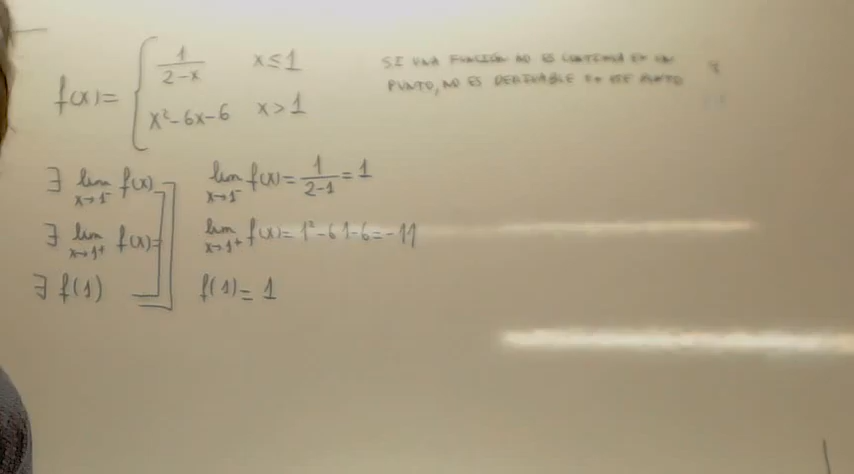 f(x)= { 1/(2-x) x≤1
x²-6x-6 x>1
SI UNA FUNCIÓN NO ES CONTINUA EN UN
PUNTO, NO ES DERIVABLE EN ESE PUNTO
∃ lim x→1⁻ f(x) lim x→1⁻ f(x)= 1/(2-1) = 1
∃ lim x→1⁺ f(x)= lim x→1⁺ f(x)= 1²-6·1-6=-11
∃ f(1) f(1)= 1